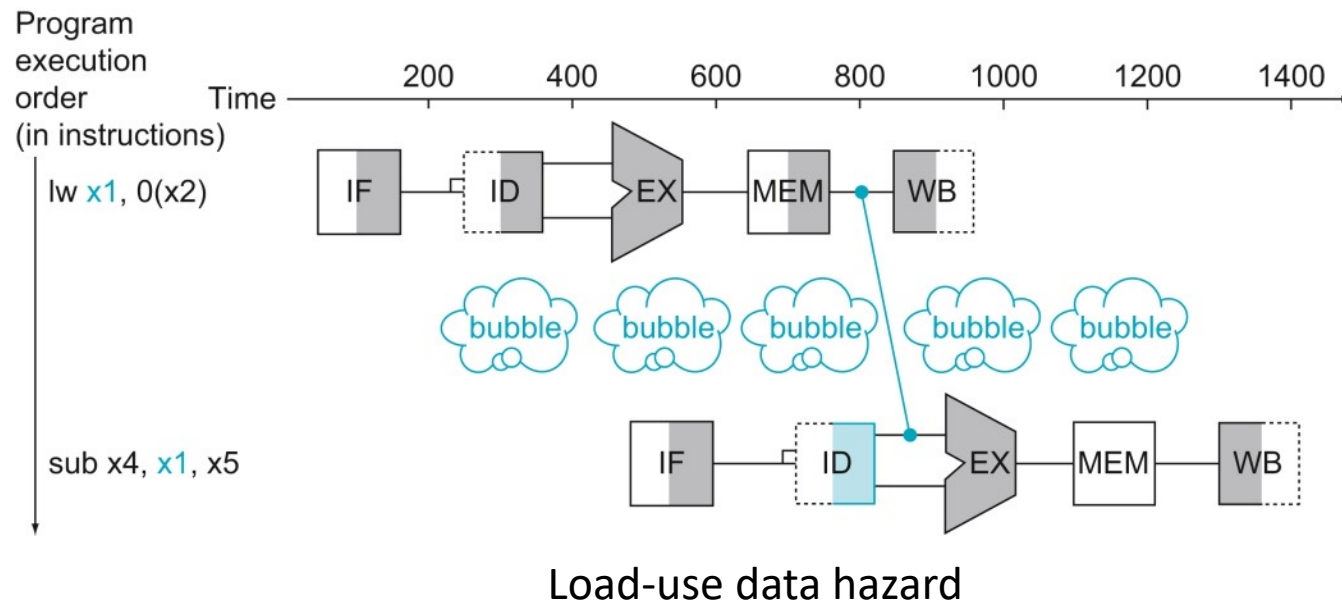 Program
execution
order
(in instructions)
Time
200 400 600 800 1000 1200 1400
lw x1, 0(x2)
IF ID EX MEM WB
bubble bubble bubble bubble bubble
sub x4, x1, x5
IF ID EX MEM WB
Load-use data hazard